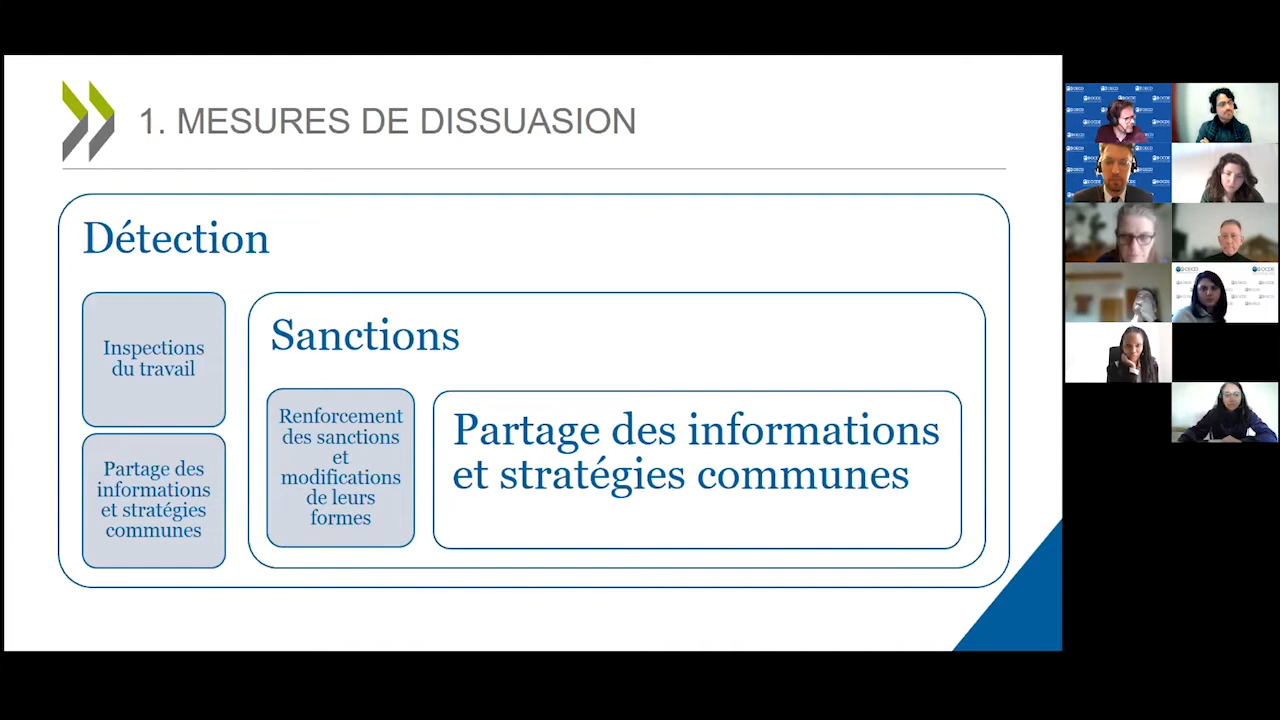 1. MESURES DE DISSUASION
Détection
Inspections
du travail
Partage des
informations
et stratégies
communes
Sanctions
Renforcement
des sanctions
et
modifications
de leurs
formes
Partage des informations
et stratégies communes